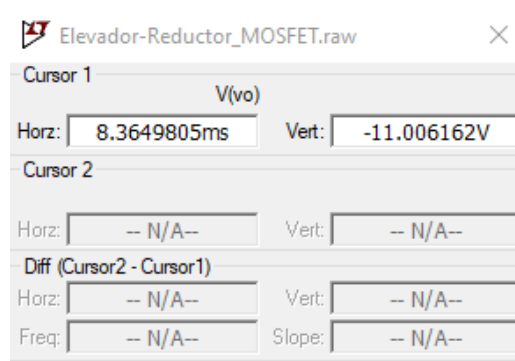 Elevador-Reductor_MOSFET.raw
Cursor 1
V(vo)
Horz: 8.3649805ms Vert: -11.006162V
Cursor 2
Horz: -- N/A-- Vert: -- N/A--
Diff (Cursor2 - Cursor1)
Horz: -- N/A-- Vert: -- N/A--
Freq: -- N/A-- Slope: -- N/A--